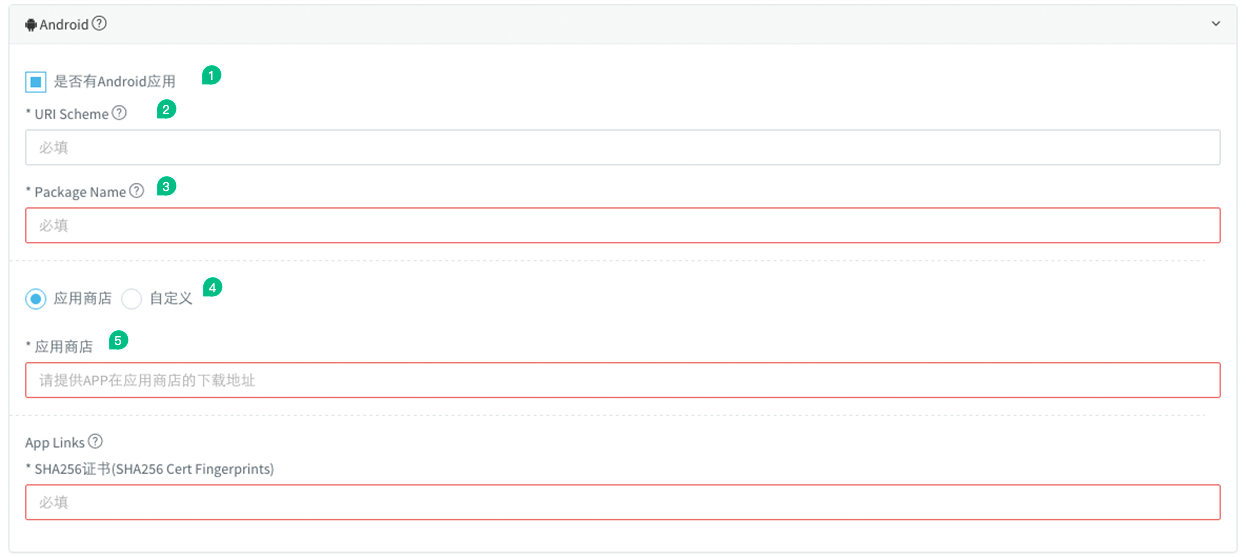 Android ?
是否有Android应用 1
* URI Scheme ? 2
必填
* Package Name ? 3
必填
应用商店 自定义 4
* 应用商店 5
请提供APP在应用商店的下载地址
App Links ?
* SHA256证书(SHA256 Cert Fingerprints)
必填